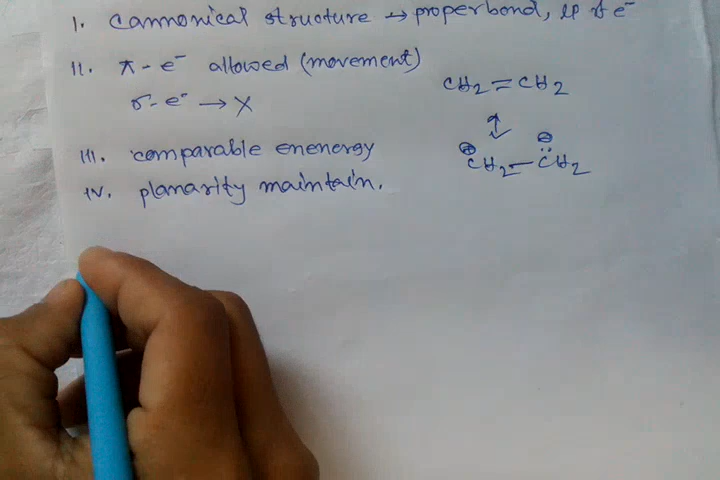 I. cannonical structure → proper bond, lp of e⁻
II. π-e⁻ allowed (movement)
σ-e⁻ → X
CH₂=CH₂
III. comparable enenergy
⊕CH₂-C̈H₂⊖
IV. planarity maintain.